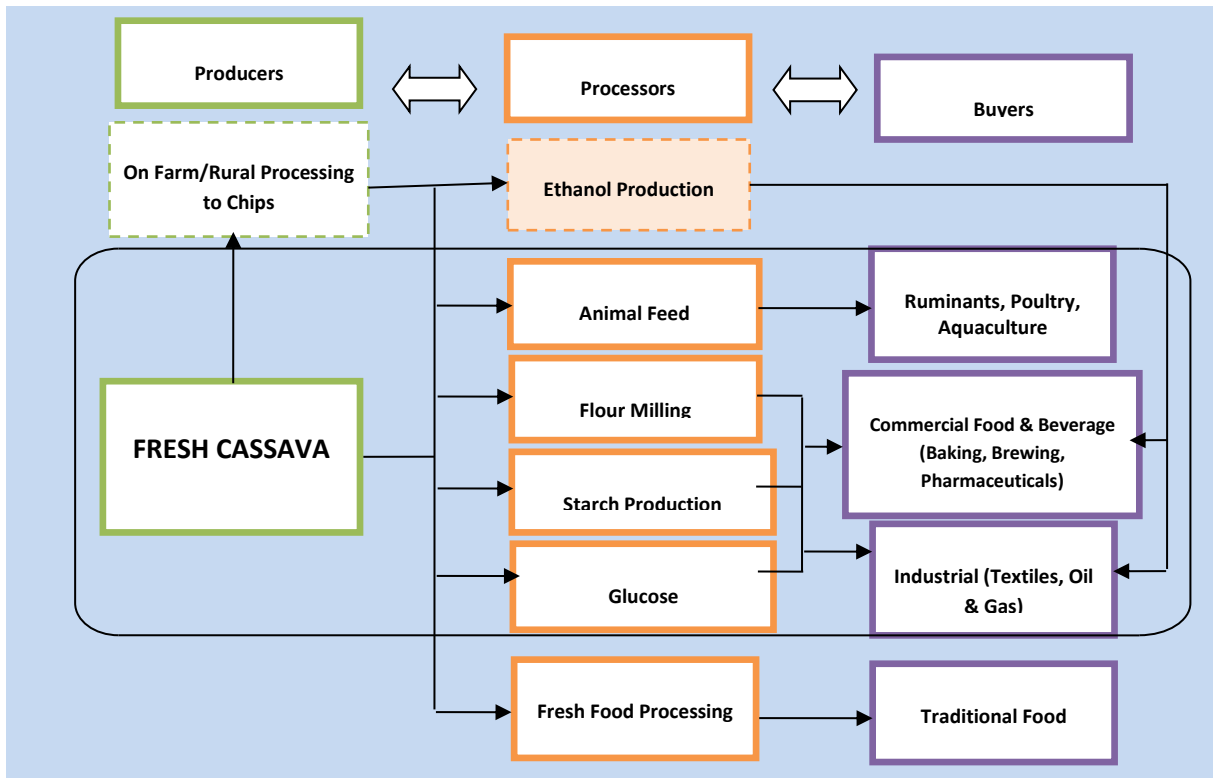 Producers
Processors
Buyers
On Farm/Rural Processing
to Chips
Ethanol Production
Animal Feed
Ruminants, Poultry,
Aquaculture
FRESH CASSAVA
Flour Milling
Commercial Food & Beverage
(Baking, Brewing,
Pharmaceuticals)
Starch Production
Industrial (Textiles, Oil
& Gas)
Glucose
Fresh Food Processing
Traditional Food